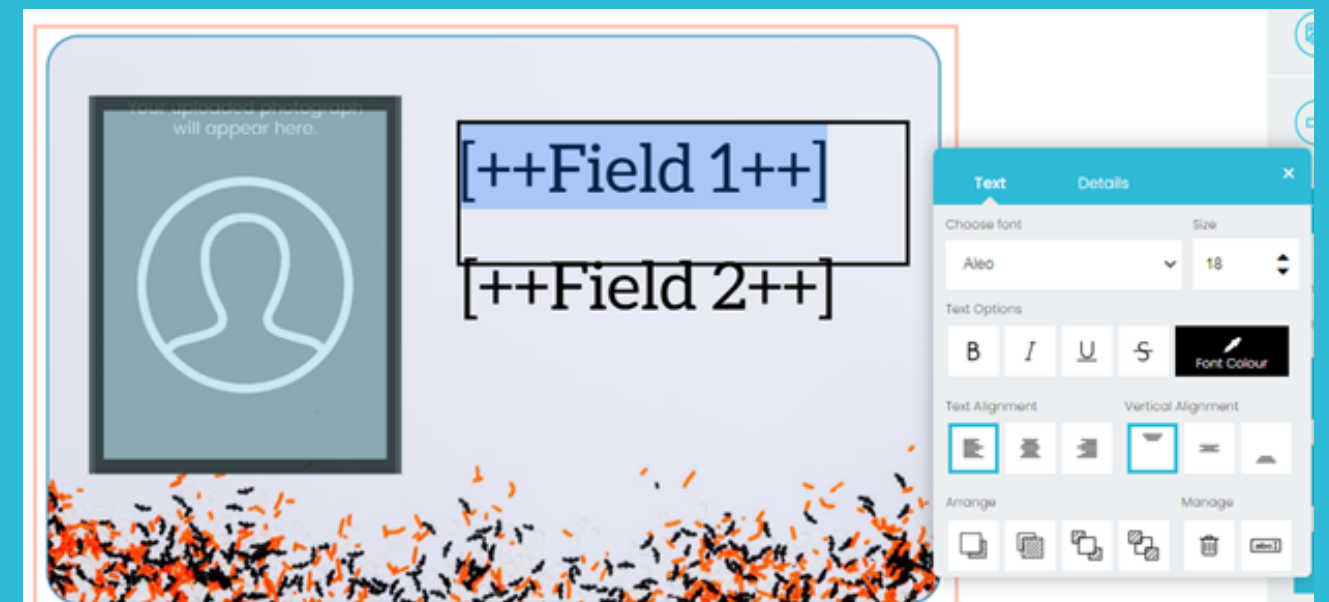 Your uploaded photograph
will appear here.
[++Field 1++]
[++Field 2++]
Text Details ×
Choose font Size
Aleo 18
Text Options
B I U S Font Colour
Text Alignment Vertical Alignment
Arrange Manage
abc